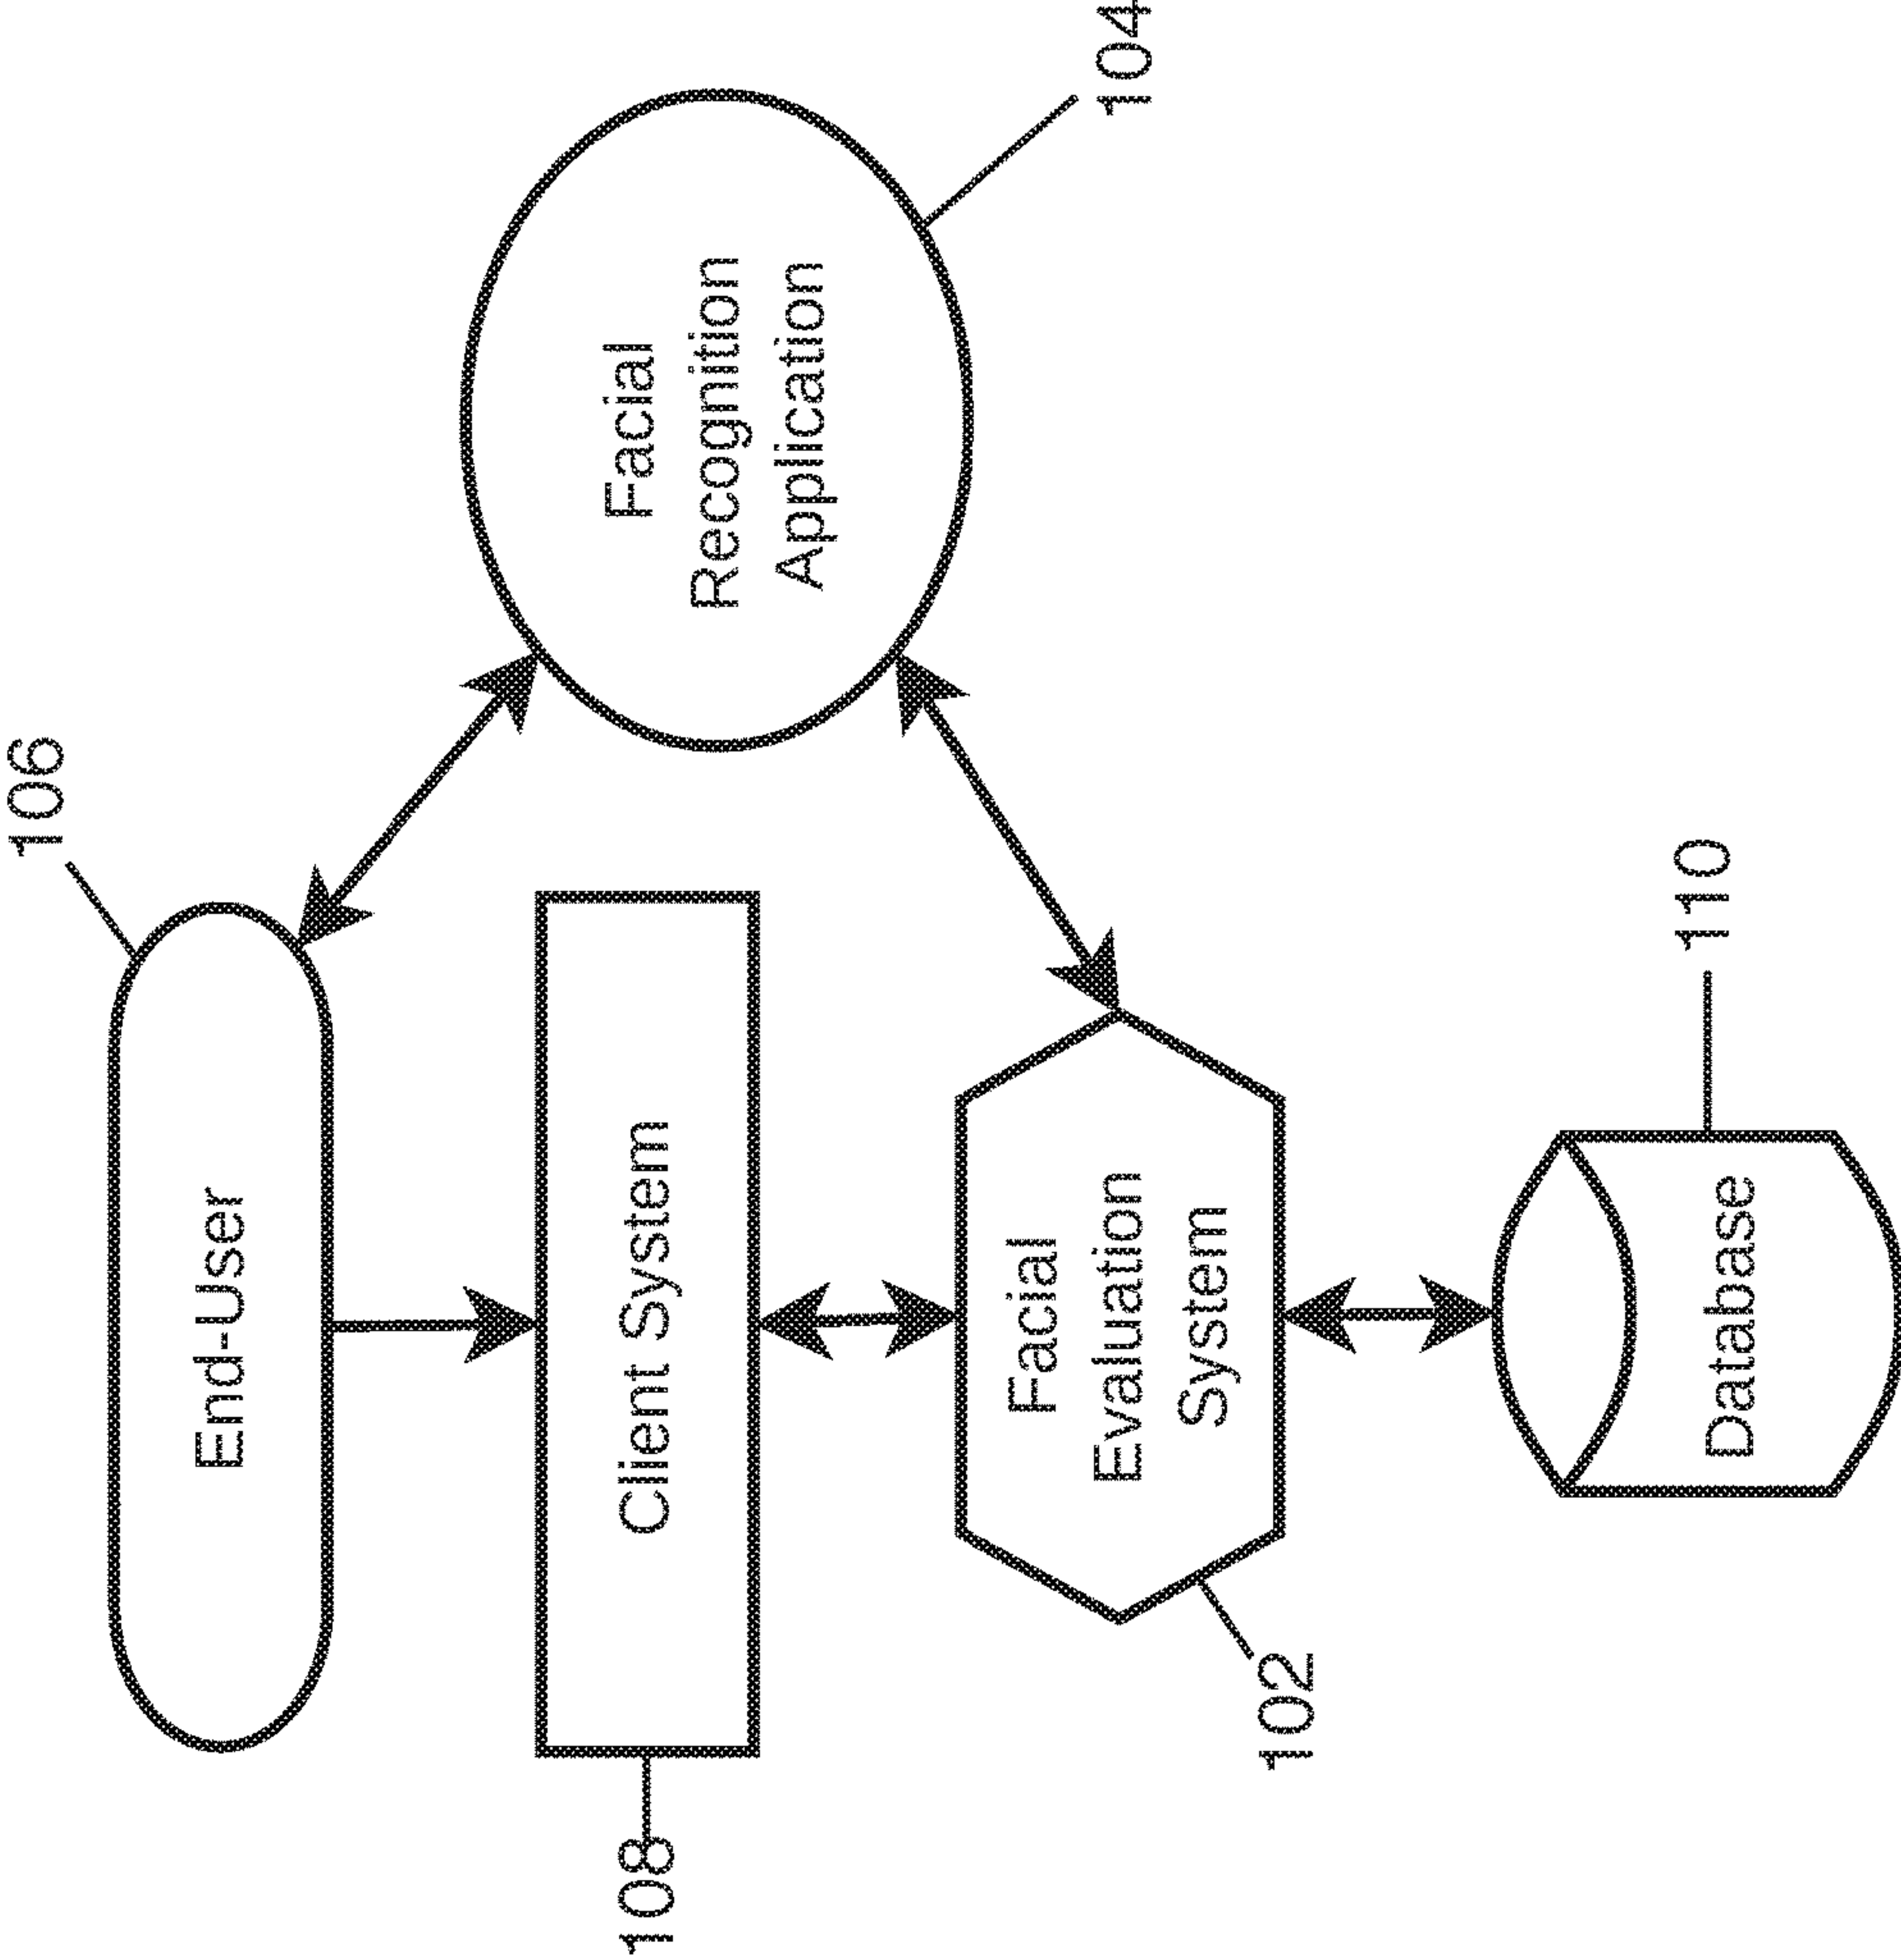 106
End-User
108
Client System
Facial
Recognition
Application
104
Facial
Evaluation
System
102
110
Database